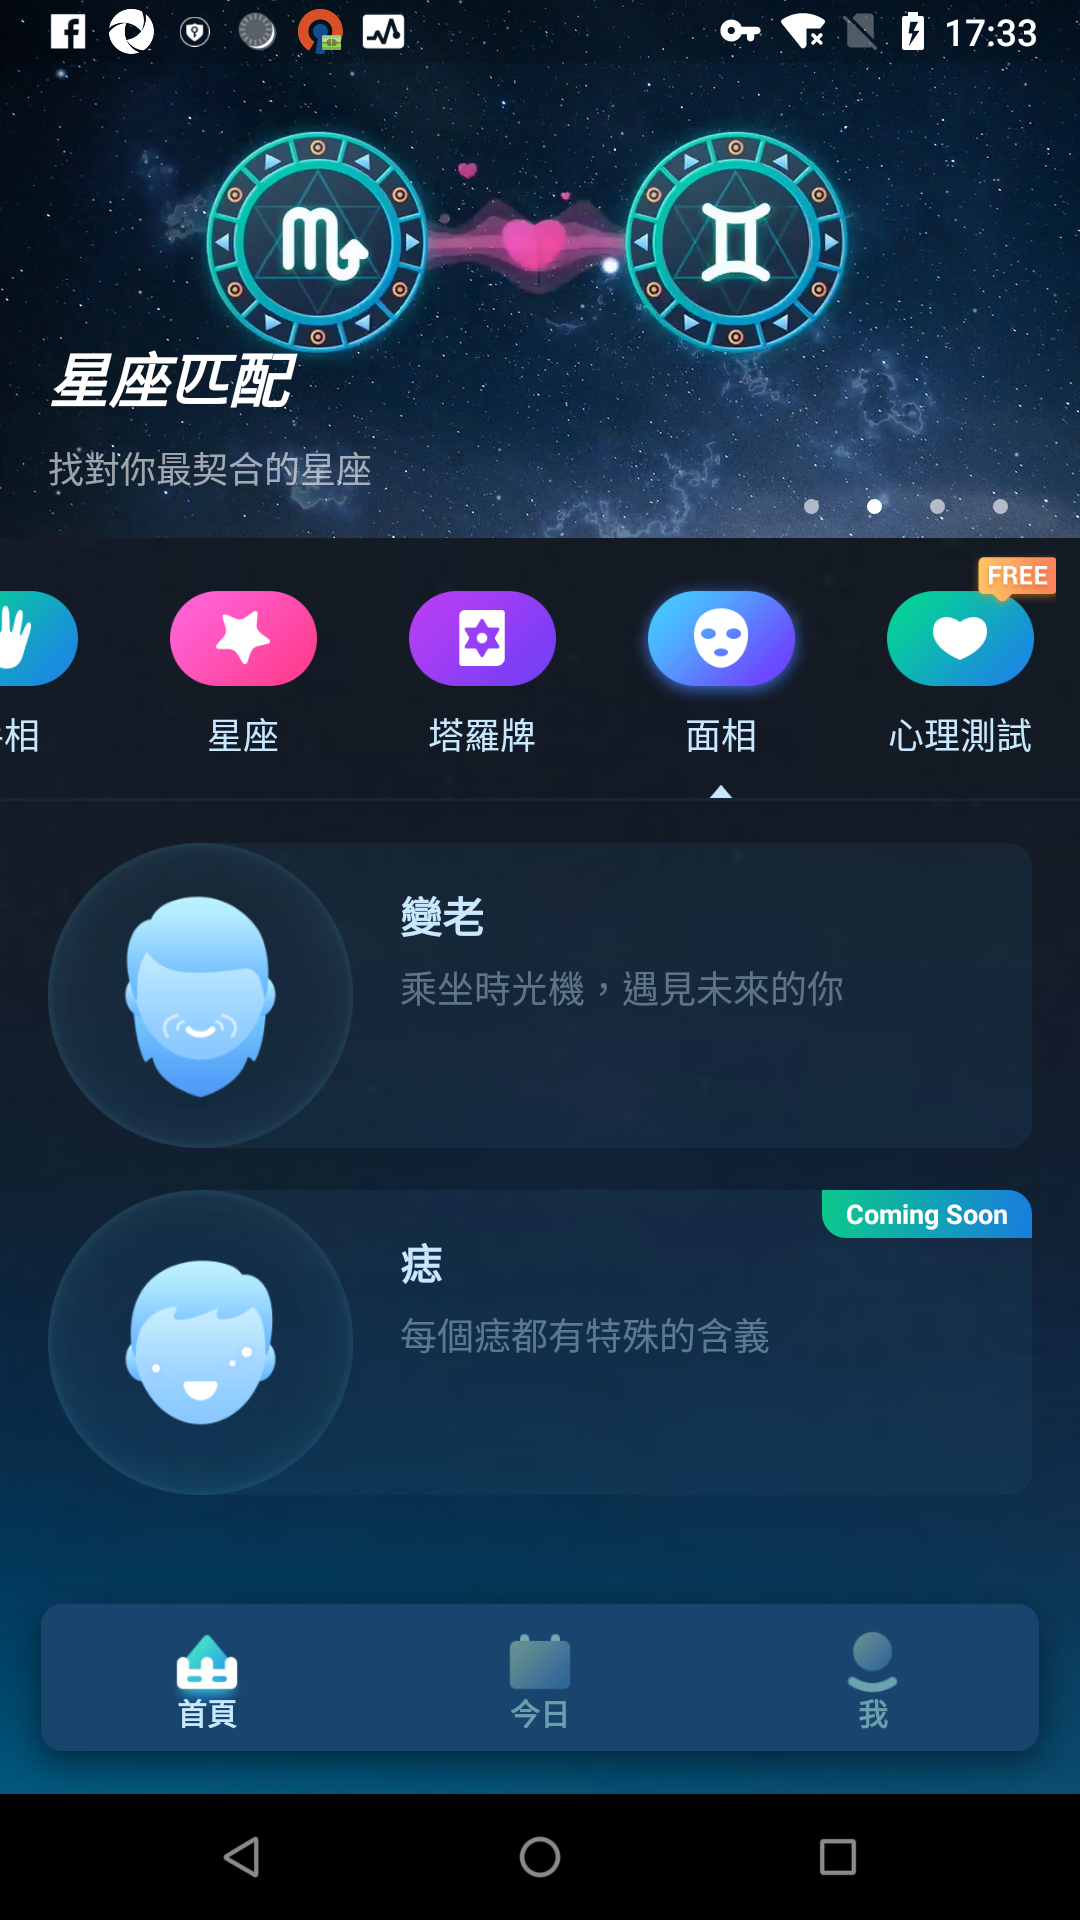 17:33
星座匹配
找對你最契合的星座
FREE
相 星座 塔羅牌 面相 心理測試
變老
乘坐時光機，遇見未來的你
Coming Soon
痣
每個痣都有特殊的含義
首頁 今日 我